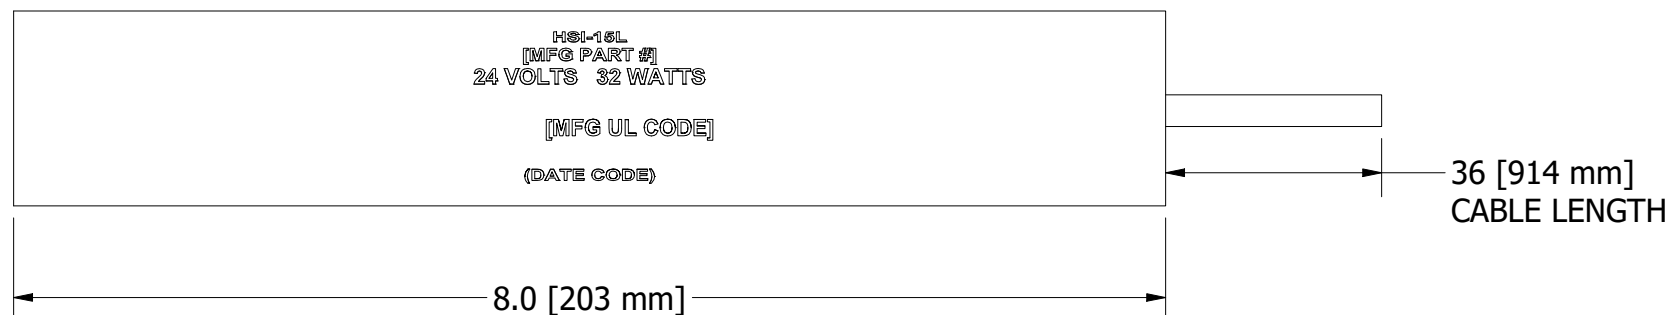 HSI-15L
[MFG PART #]
24 VOLTS 32 WATTS
[MFG UL CODE]
(DATE CODE)
36 [914 mm]
CABLE LENGTH
8.0 [203 mm]